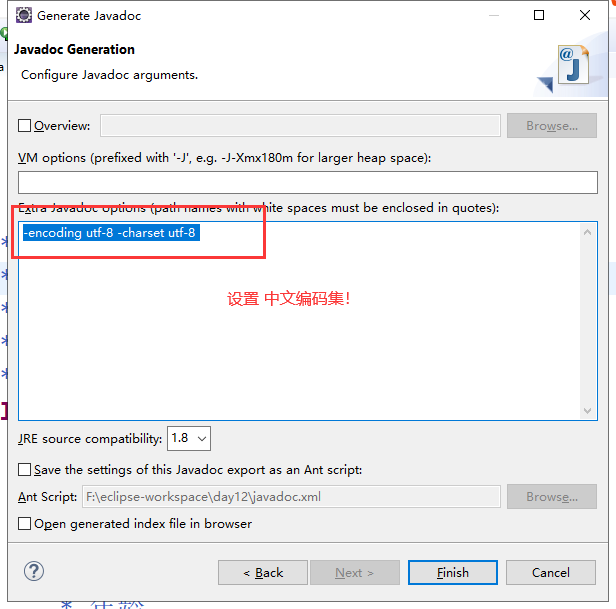 Generate Javadoc
Javadoc Generation
Configure Javadoc arguments.
Overview:
Browse...
VM options (prefixed with '-J', e.g. -J-Xmx180m for larger heap space):
Extra Javadoc options (path names with white spaces must be enclosed in quotes):
-encoding utf-8 -charset utf-8
设置 中文编码集!
JRE source compatibility: 1.8
Save the settings of this Javadoc export as an Ant script:
Ant Script: F:\eclipse-workspace\day12\javadoc.xml Browse...
Open generated index file in browser
< Back Next > Finish Cancel